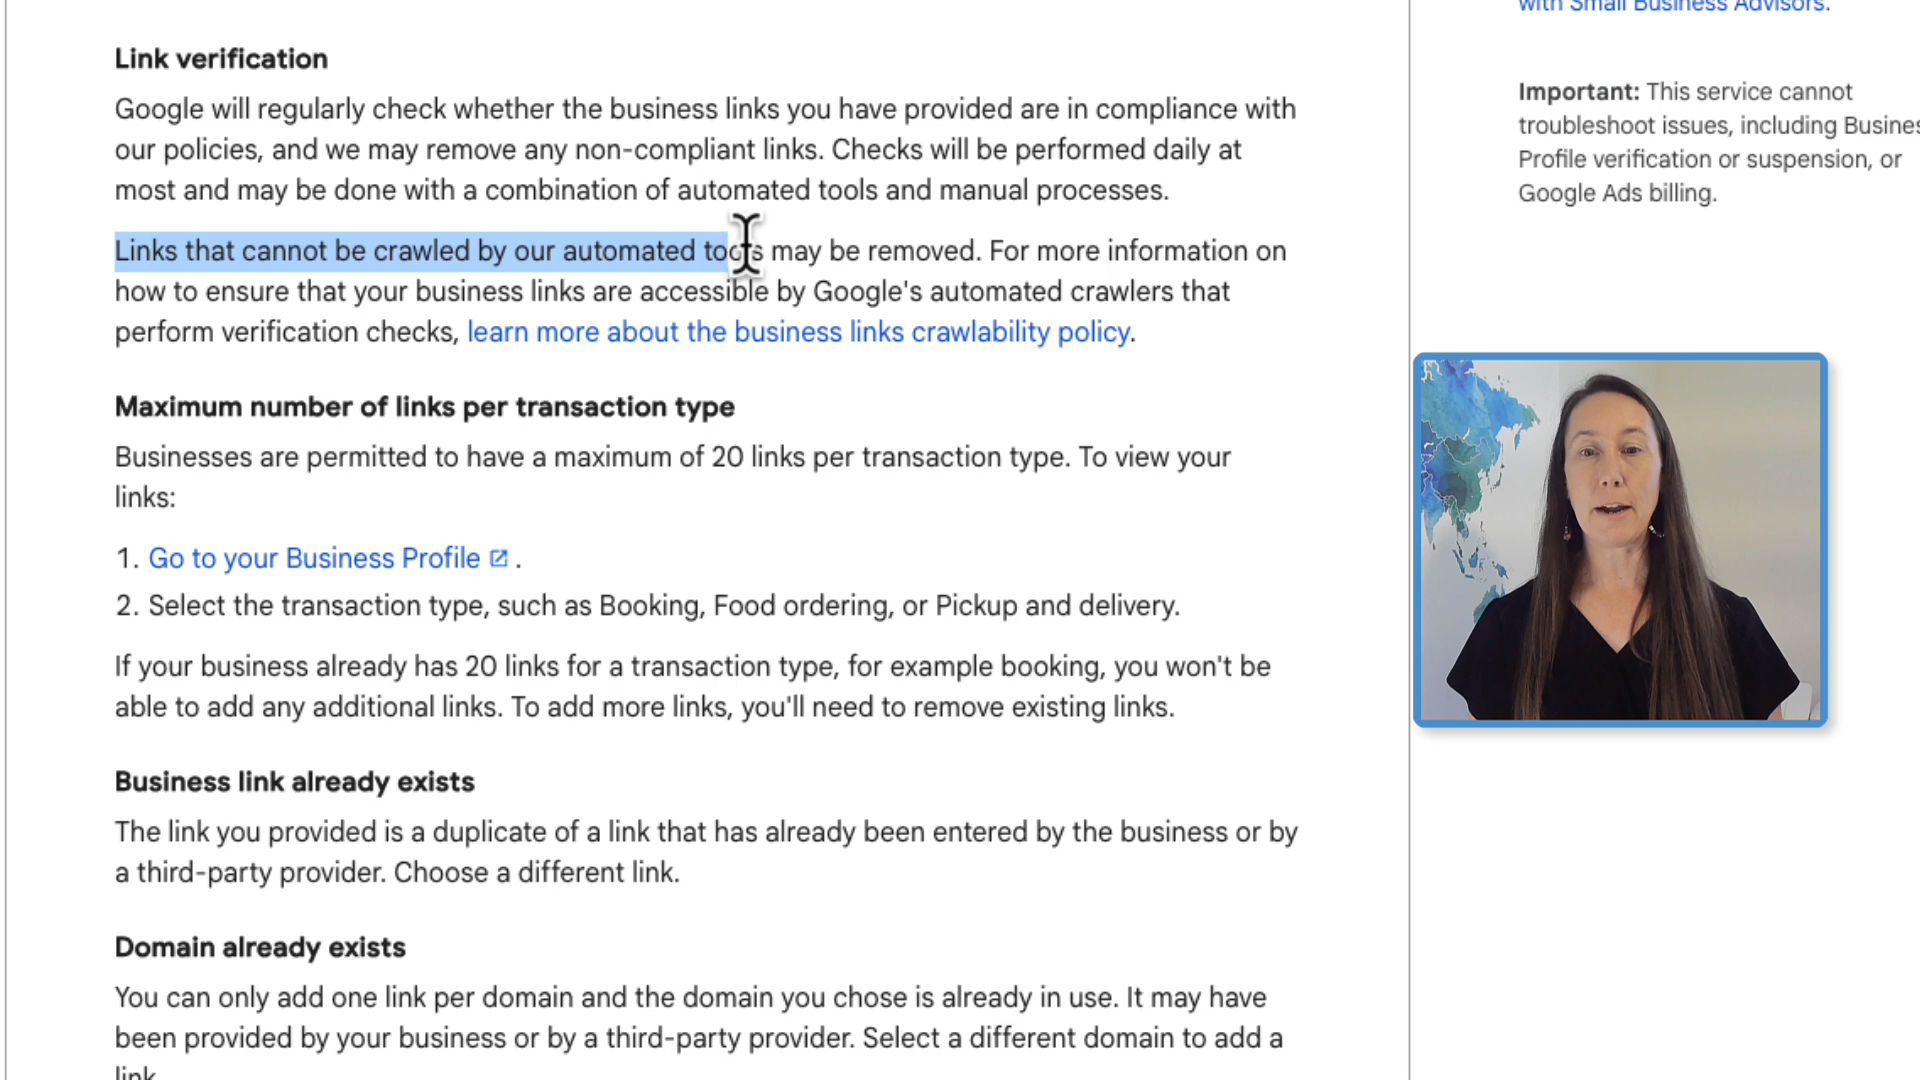 with Small Business Advisors.
Link verification
Google will regularly check whether the business links you have provided are in compliance with
our policies, and we may remove any non-compliant links. Checks will be performed daily at
most and may be done with a combination of automated tools and manual processes.
Links that cannot be crawled by our automated tools may be removed. For more information on
how to ensure that your business links are accessible by Google's automated crawlers that
perform verification checks, learn more about the business links crawlability policy.
Maximum number of links per transaction type
Businesses are permitted to have a maximum of 20 links per transaction type. To view your
links:
1. Go to your Business Profile .
2. Select the transaction type, such as Booking, Food ordering, or Pickup and delivery.
If your business already has 20 links for a transaction type, for example booking, you won't be
able to add any additional links. To add more links, you'll need to remove existing links.
Business link already exists
The link you provided is a duplicate of a link that has already been entered by the business or by
a third-party provider. Choose a different link.
Domain already exists
You can only add one link per domain and the domain you chose is already in use. It may have
been provided by your business or by a third-party provider. Select a different domain to add a
link
Important: This service cannot
troubleshoot issues, including Busines
Profile verification or suspension, or
Google Ads billing.